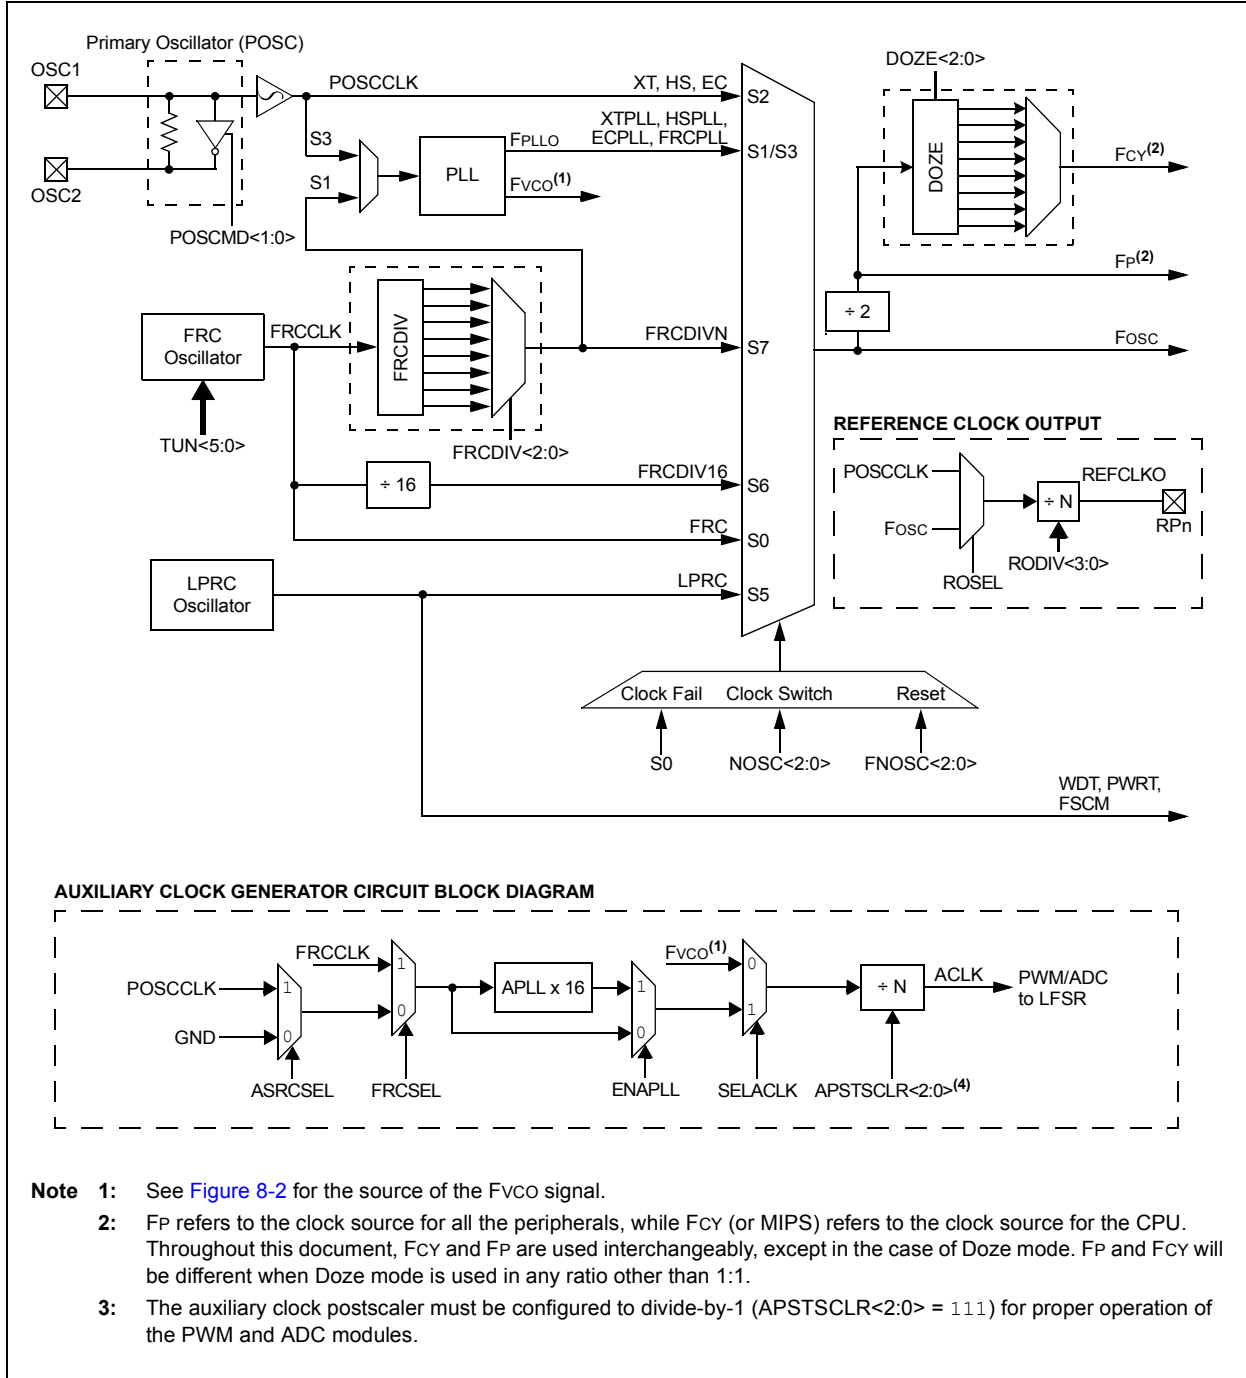 Primary Oscillator (POSC)
OSC1
OSC2
POSCCLK
XT, HS, EC
S2
DOZE<2:0>
DOZE
FCY(2)
S3
S1
PLL
FPLLO
FVCO(1)
XTPLL, HSPLL,
ECPLL, FRCPLL
S1/S3
POSCMD<1:0>
FP(2)
÷ 2
FOSC
FRC
Oscillator
FRCCLK
FRCDIV
FRCDIVN
S7
TUN<5:0>
FRCDIV<2:0>
÷ 16
FRCDIV16
S6
FRC
S0
LPRC
Oscillator
LPRC
S5
REFERENCE CLOCK OUTPUT
POSCCLK
FOSC
ROSEL
÷ N
RODIV<3:0>
REFCLKO
RPn
Clock Fail
Clock Switch
Reset
S0
NOSC<2:0>
FNOSC<2:0>
WDT, PWRT,
FSCM
AUXILIARY CLOCK GENERATOR CIRCUIT BLOCK DIAGRAM
FRCCLK
POSCCLK
GND
1
0
ASRCSEL
1
0
FRCSEL
APLL x 16
1
0
ENAPLL
FVCO(1)
0
1
SELACLK
÷ N
APSTSCLR<2:0>(4)
ACLK
PWM/ADC
to LFSR
Note 1: See Figure 8-2 for the source of the FVCO signal.
2: FP refers to the clock source for all the peripherals, while FCY (or MIPS) refers to the clock source for the CPU.
Throughout this document, FCY and FP are used interchangeably, except in the case of Doze mode. FP and FCY will
be different when Doze mode is used in any ratio other than 1:1.
3: The auxiliary clock postscaler must be configured to divide-by-1 (APSTSCLR<2:0> = 111) for proper operation of
the PWM and ADC modules.